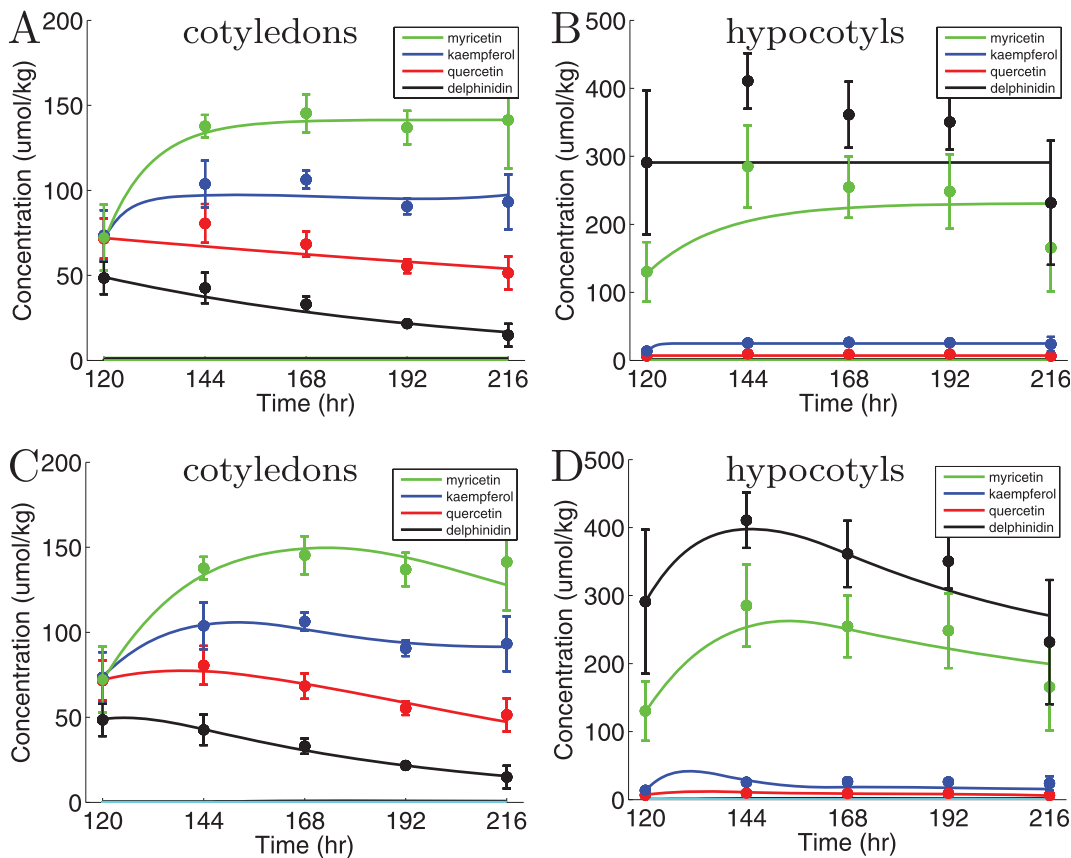 A
cotyledons
myricetin
kaempferol
quercetin
delphinidin
Concentration (umol/kg)
200
150
100
50
0
120 144 168 192 216
Time (hr)
B
hypocotyls
myricetin
kaempferol
quercetin
delphinidin
Concentration (umol/kg)
500
400
300
200
100
0
120 144 168 192 216
Time (hr)
C
cotyledons
myricetin
kaempferol
quercetin
delphinidin
Concentration (umol/kg)
200
150
100
50
0
120 144 168 192 216
Time (hr)
D
hypocotyls
myricetin
kaempferol
quercetin
delphinidin
Concentration (umol/kg)
500
400
300
200
100
0
120 144 168 192 216
Time (hr)